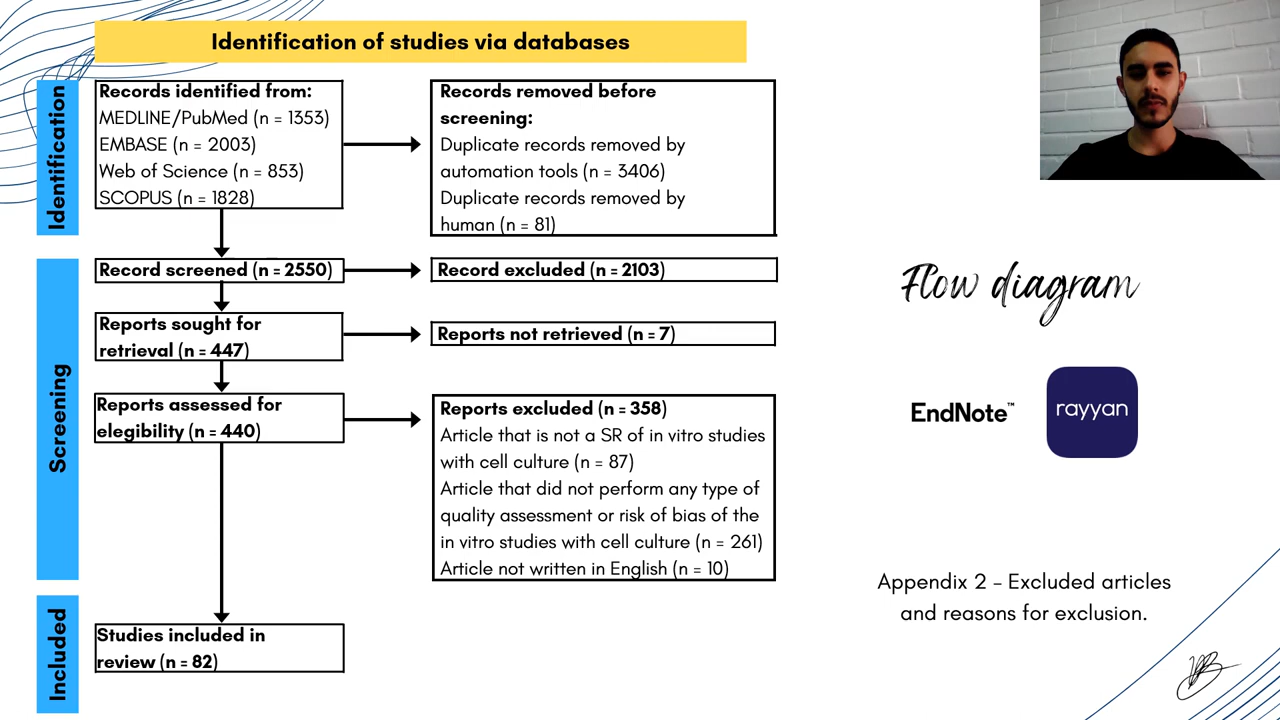 Identification of studies via databases
Identification
Records identified from:
MEDLINE/PubMed (n = 1353)
EMBASE (n = 2003)
Web of Science (n = 853)
SCOPUS (n = 1828)
Records removed before
screening:
Duplicate records removed by
automation tools (n = 3406)
Duplicate records removed by
human (n = 81)
Screening
Record screened (n = 2550)
Record excluded (n = 2103)
Reports sought for
retrieval (n = 447)
Reports not retrieved (n = 7)
Reports assessed for
elegibility (n = 440)
Reports excluded (n = 358)
Article that is not a SR of in vitro studies
with cell culture (n = 87)
Article that did not perform any type of
quality assessment or risk of bias of the
in vitro studies with cell culture (n = 261)
Article not written in English (n = 10)
Included
Studies included in
review (n = 82)
Flow diagram
EndNote™
rayyan
Appendix 2 – Excluded articles
and reasons for exclusion.